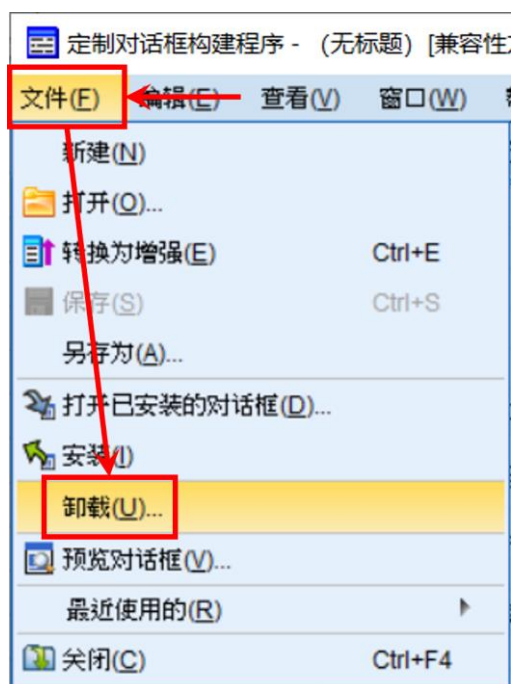 定制对话框构建程序 - （无标题）[兼容性
文件(F) 编辑(E) 查看(V) 窗口(W)
新建(N)
打开(O)...
转换为增强(E) Ctrl+E
保存(S) Ctrl+S
另存为(A)...
打开已安装的对话框(D)...
安装(I)
卸载(U)...
预览对话框(V)...
最近使用的(R)
关闭(C) Ctrl+F4